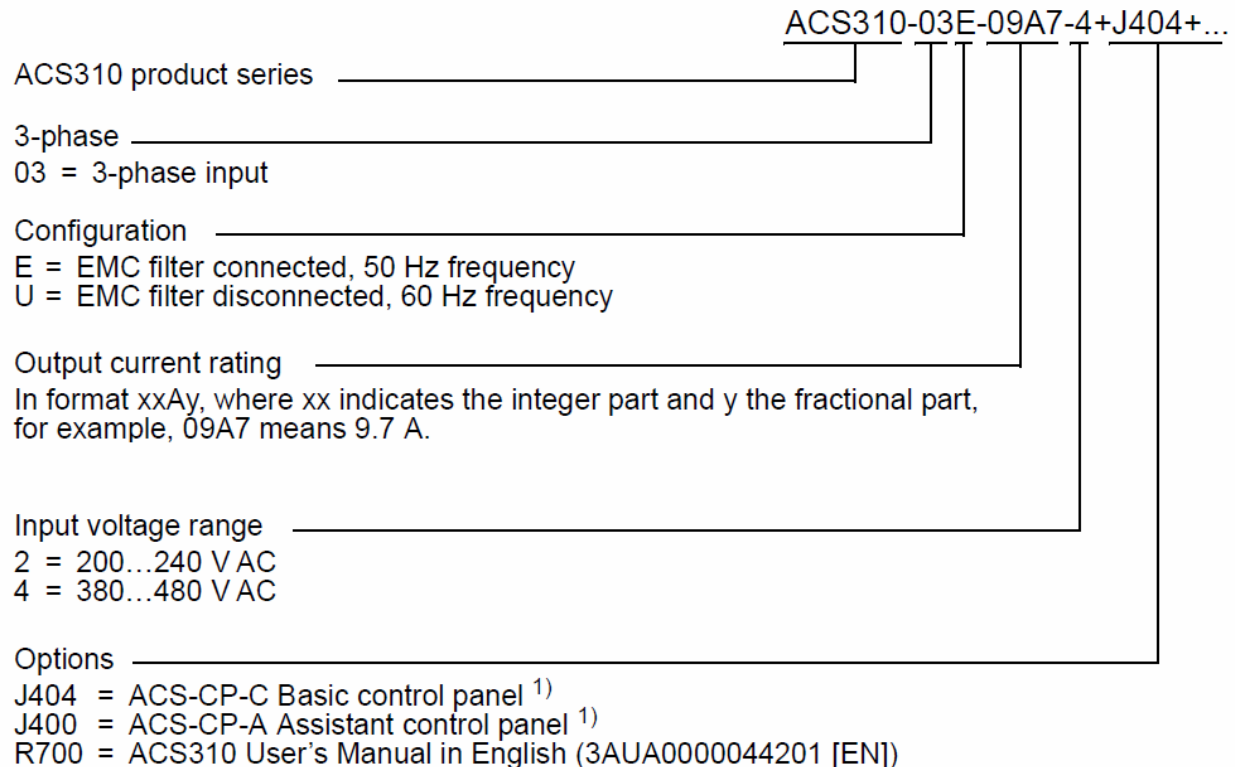 ACS310-03E-09A7-4+J404+...
ACS310 product series
3-phase
03 = 3-phase input
Configuration
E = EMC filter connected, 50 Hz frequency
U = EMC filter disconnected, 60 Hz frequency
Output current rating
In format xxAy, where xx indicates the integer part and y the fractional part,
for example, 09A7 means 9.7 A.
Input voltage range
2 = 200…240 V AC
4 = 380…480 V AC
Options
J404 = ACS-CP-C Basic control panel 1)
J400 = ACS-CP-A Assistant control panel 1)
R700 = ACS310 User’s Manual in English (3AUA0000044201 [EN])